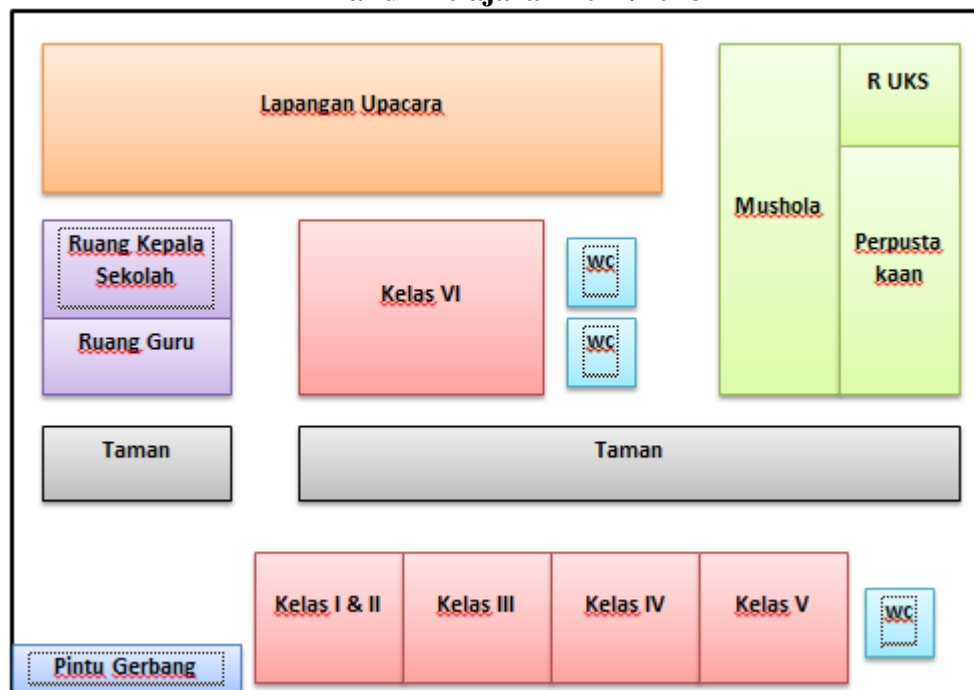 Lapangan Upacara
R UKS
Mushola
Perpusta
kaan
Ruang Kepala
Sekolah
Ruang Guru
Kelas VI
WC
WC
Taman
Taman
Kelas I & II
Kelas III
Kelas IV
Kelas V
WC
Pintu Gerbang